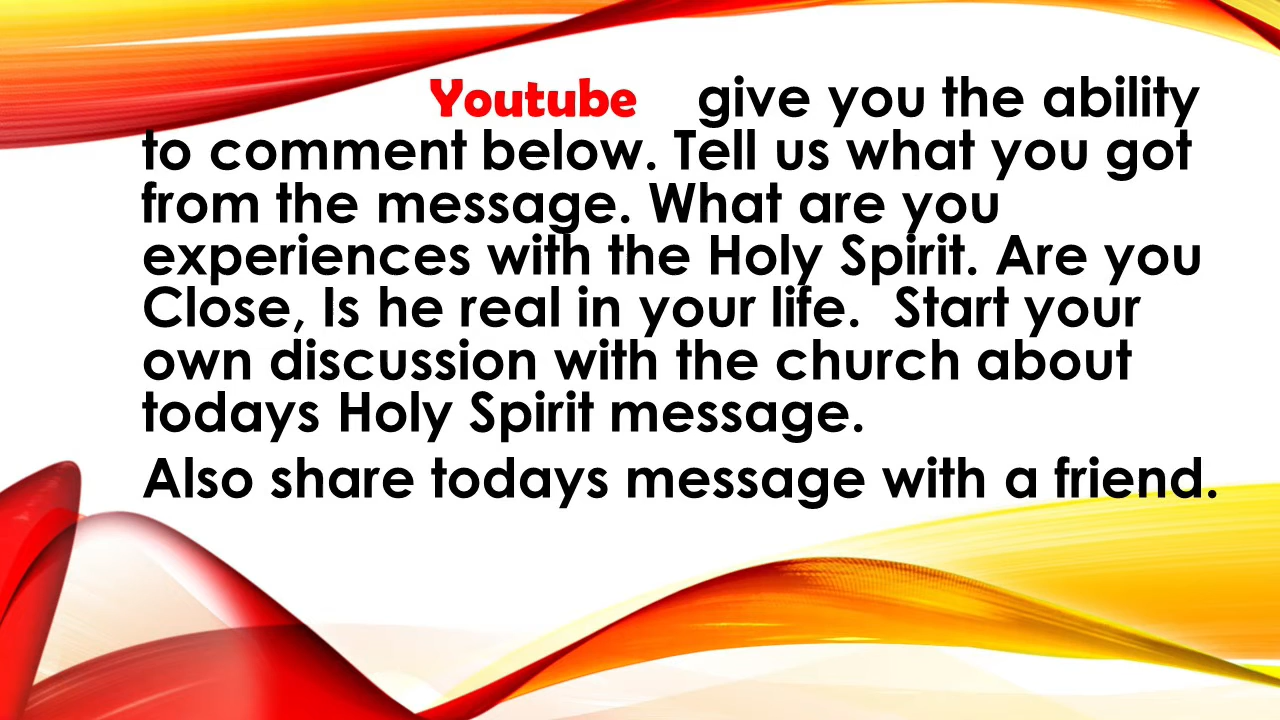 Youtube give you the ability
to comment below. Tell us what you got
from the message. What are you
experiences with the Holy Spirit. Are you
Close, Is he real in your life. Start your
own discussion with the church about
todays Holy Spirit message.
Also share todays message with a friend.